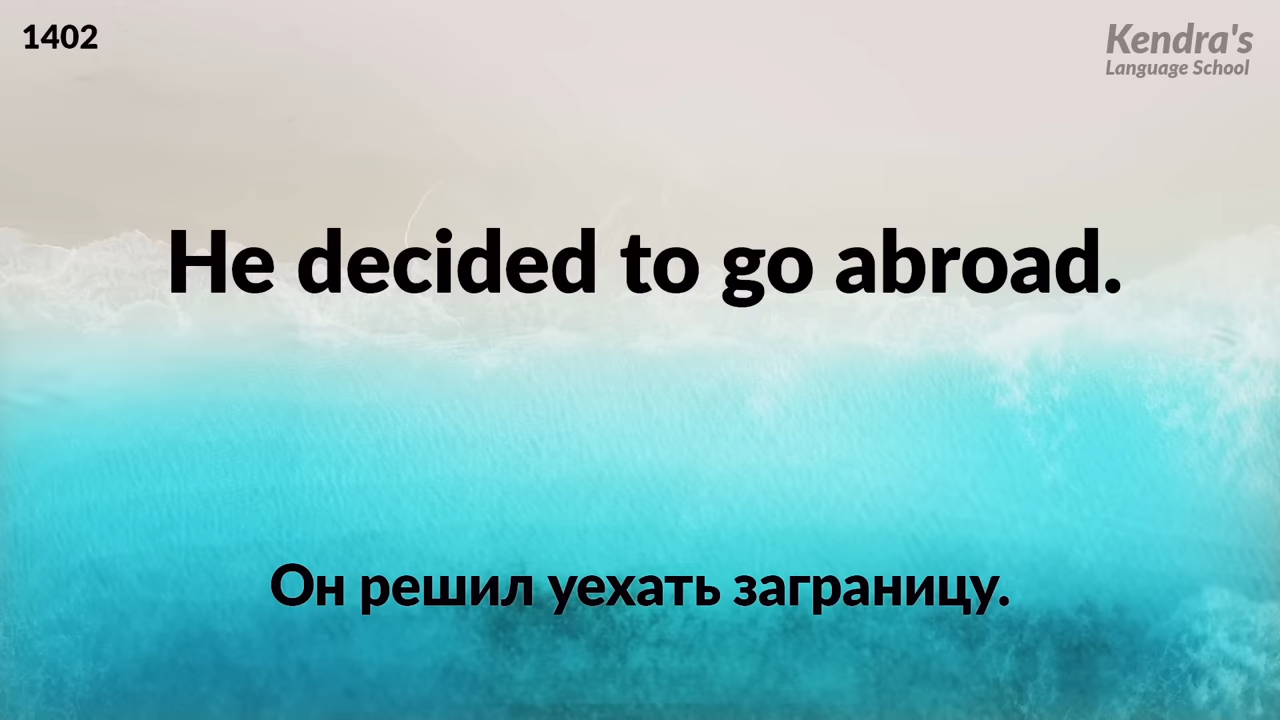 1402
Kendra's
Language School
He decided to go abroad.
Он решил уехать заграницу.